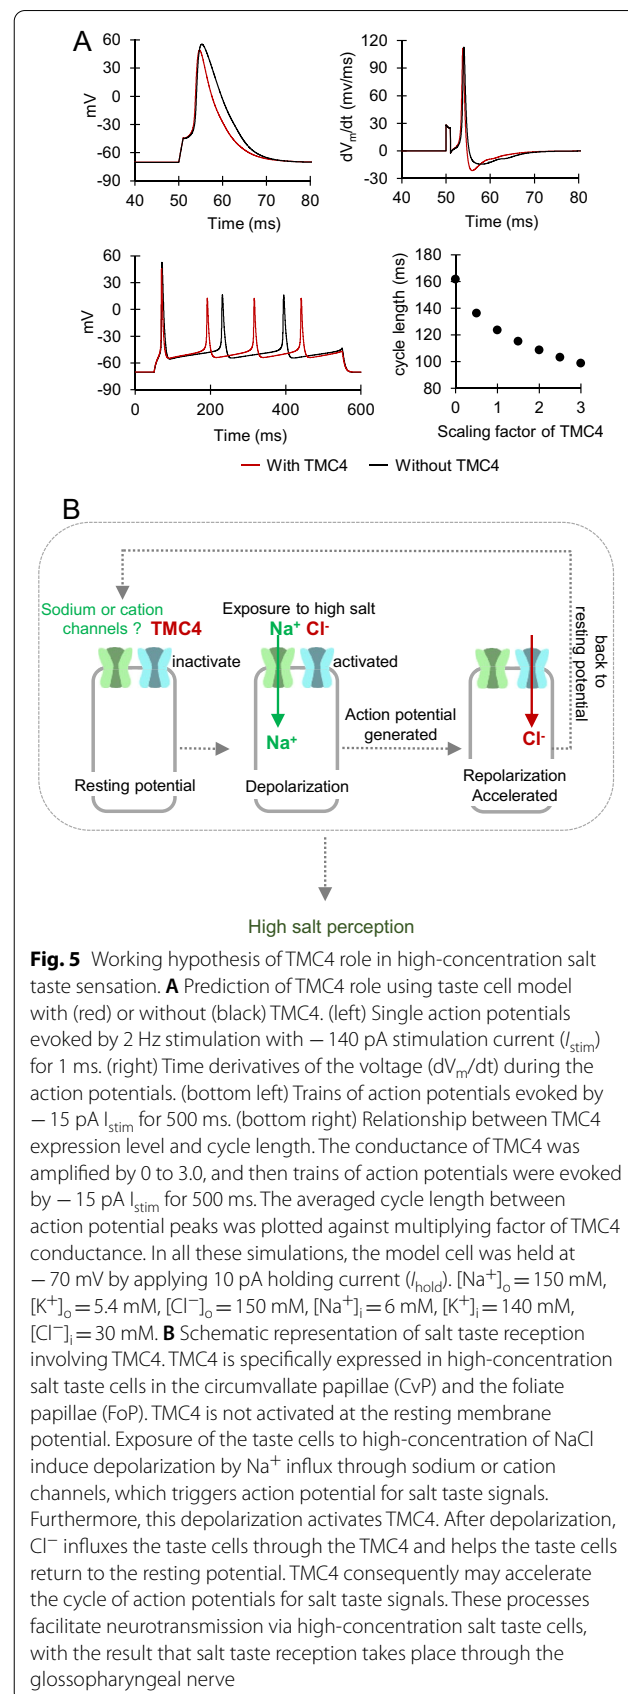 A
60
30
0
-30
-60
-90
mV
40 50 60 70 80
Time (ms)
120
90
60
30
0
-30
dVm/dt (mv/ms)
40 50 60 70 80
Time (ms)
60
30
0
-30
-60
-90
mV
0 200 400 600
Time (ms)
180
160
140
120
100
80
cycle length (ms)
0 1 2 3
Scaling factor of TMC4
With TMC4 Without TMC4
B
Sodium or cation
channels ? TMC4
inactivate
Resting potential
Exposure to high salt
Na⁺ Cl⁻
activated
Na⁺
Depolarization
Action potential
generated
Cl⁻
Repolarization
Accelerated
back to
resting potential
High salt perception
Fig. 5 Working hypothesis of TMC4 role in high-concentration salt
taste sensation. A Prediction of TMC4 role using taste cell model
with (red) or without (black) TMC4. (left) Single action potentials
evoked by 2 Hz stimulation with − 140 pA stimulation current (Istim)
for 1 ms. (right) Time derivatives of the voltage (dVm/dt) during the
action potentials. (bottom left) Trains of action potentials evoked by
− 15 pA Istim for 500 ms. (bottom right) Relationship between TMC4
expression level and cycle length. The conductance of TMC4 was
amplified by 0 to 3.0, and then trains of action potentials were evoked
by − 15 pA Istim for 500 ms. The averaged cycle length between
action potential peaks was plotted against multiplying factor of TMC4
conductance. In all these simulations, the model cell was held at
− 70 mV by applying 10 pA holding current (Ihold). [Na⁺]o = 150 mM,
[K⁺]o = 5.4 mM, [Cl⁻]o = 150 mM, [Na⁺]i = 6 mM, [K⁺]i = 140 mM,
[Cl⁻]i = 30 mM. B Schematic representation of salt taste reception
involving TMC4. TMC4 is specifically expressed in high-concentration
salt taste cells in the circumvallate papillae (CvP) and the foliate
papillae (FoP). TMC4 is not activated at the resting membrane
potential. Exposure of the taste cells to high-concentration of NaCl
induce depolarization by Na⁺ influx through sodium or cation
channels, which triggers action potential for salt taste signals.
Furthermore, this depolarization activates TMC4. After depolarization,
Cl⁻ influxes the taste cells through the TMC4 and helps the taste cells
return to the resting potential. TMC4 consequently may accelerate
the cycle of action potentials for salt taste signals. These processes
facilitate neurotransmission via high-concentration salt taste cells,
with the result that salt taste reception takes place through the
glossopharyngeal nerve